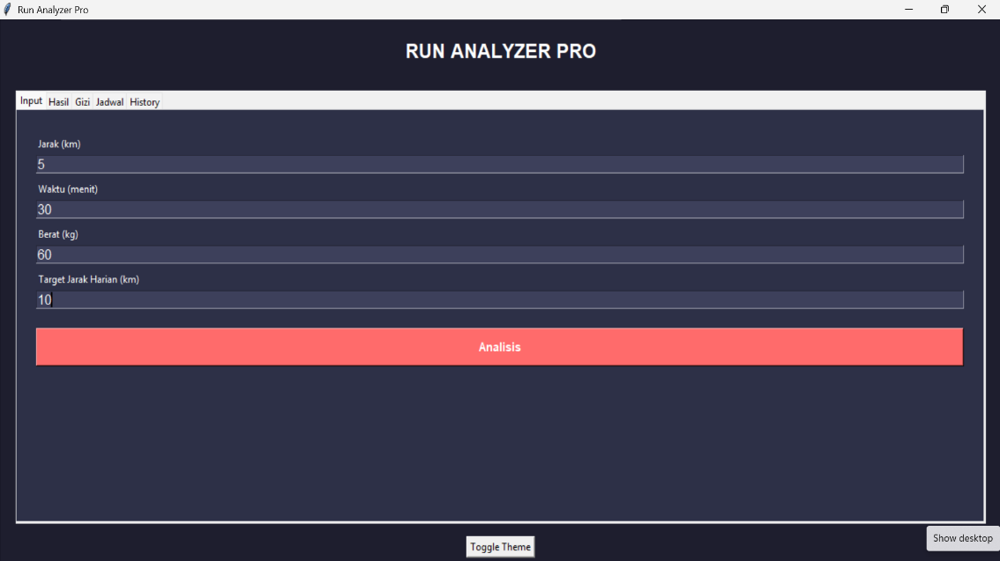 Run Analyzer Pro
RUN ANALYZER PRO
Input Hasil Gizi Jadwal History
Jarak (km)
5
Waktu (menit)
30
Berat (kg)
60
Target Jarak Harian (km)
10
Analisis
Toggle Theme
Show desktop